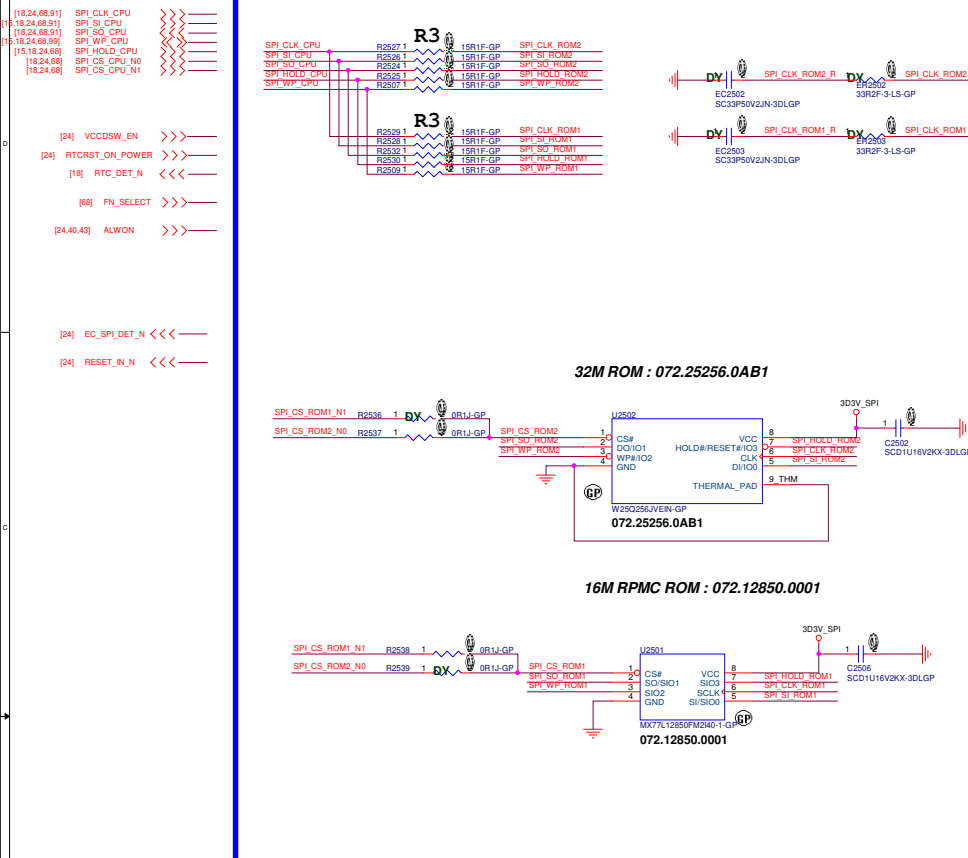 [18,24,68,91] SPI_CLK_CPU
[15,18,24,68,91] SPI_SI_CPU
[18,24,68,91] SPI_SO_CPU
[15,18,24,68,99] SPI_WP_CPU
[15,18,24,68] SPI_HOLD_CPU
[18,24,68] SPI_CS_CPU_N0
[18,24,68] SPI_CS_CPU_N1
D
[24] VCCDSW_EN
[24] RTCRST_ON_POWER
[18] RTC_DET_N
[68] FN_SELECT
[24,40,43] ALWON
[24] EC_SPI_DET_N
[24] RESET_IN_N
C
R3
SPI_CLK_CPU R2527 1 2 15R1F-GP SPI_CLK_ROM2
SPI_SI_CPU R2526 1 2 15R1F-GP SPI_SI_ROM2
SPI_SO_CPU R2524 1 2 15R1F-GP SPI_SO_ROM2
SPI_HOLD_CPU R2525 1 2 15R1F-GP SPI_HOLD_ROM2
SPI_WP_CPU R2507 1 2 15R1F-GP SPI_WP_ROM2
R3
R2529 1 2 15R1F-GP SPI_CLK_ROM1
R2528 1 2 15R1F-GP SPI_SI_ROM1
R2532 1 2 15R1F-GP SPI_SO_ROM1
R2530 1 2 15R1F-GP SPI_HOLD_ROM1
R2509 1 2 15R1F-GP SPI_WP_ROM1
DY SPI_CLK_ROM2_R DY SPI_CLK_ROM2
EC2502 ER2502
SC33P50V2JN-3DLGP 33R2F-3-LS-GP
DY SPI_CLK_ROM1_R DY SPI_CLK_ROM1
EC2503 ER2503
SC33P50V2JN-3DLGP 33R2F-3-LS-GP
32M ROM : 072.25256.0AB1
SPI_CS_ROM1_N1 R2536 1 DY 2 0R1J-GP
SPI_CS_ROM2_N0 R2537 1 2 0R1J-GP
SPI_CS_ROM2
SPI_SO_ROM2
SPI_WP_ROM2
U2502
1 CS# VCC 8
2 DO/IO1 HOLD#/RESET#/IO3 7 SPI_HOLD_ROM2
3 WP#/IO2 CLK 6 SPI_CLK_ROM2
4 GND DI/IO0 5 SPI_SI_ROM2
THERMAL_PAD 9_THM
GP
W25Q256JVEIN-GP
072.25256.0AB1
3D3V_SPI
1 2
C2502
SCD1U16V2KX-3DLGP
16M RPMC ROM : 072.12850.0001
SPI_CS_ROM1_N1 R2538 1 2 0R1J-GP
SPI_CS_ROM2_N0 R2539 1 DY 2 0R1J-GP
SPI_CS_ROM1
SPI_SO_ROM1
SPI_WP_ROM1
U2501
1 CS# VCC 8
2 SO/SIO1 SIO3 7 SPI_HOLD_ROM1
3 SIO2 SCLK 6 SPI_CLK_ROM1
4 GND SI/SIO0 5 SPI_SI_ROM1
MX77L12850FM2I40-1-GP GP
072.12850.0001
3D3V_SPI
1 2
C2506
SCD1U16V2KX-3DLGP